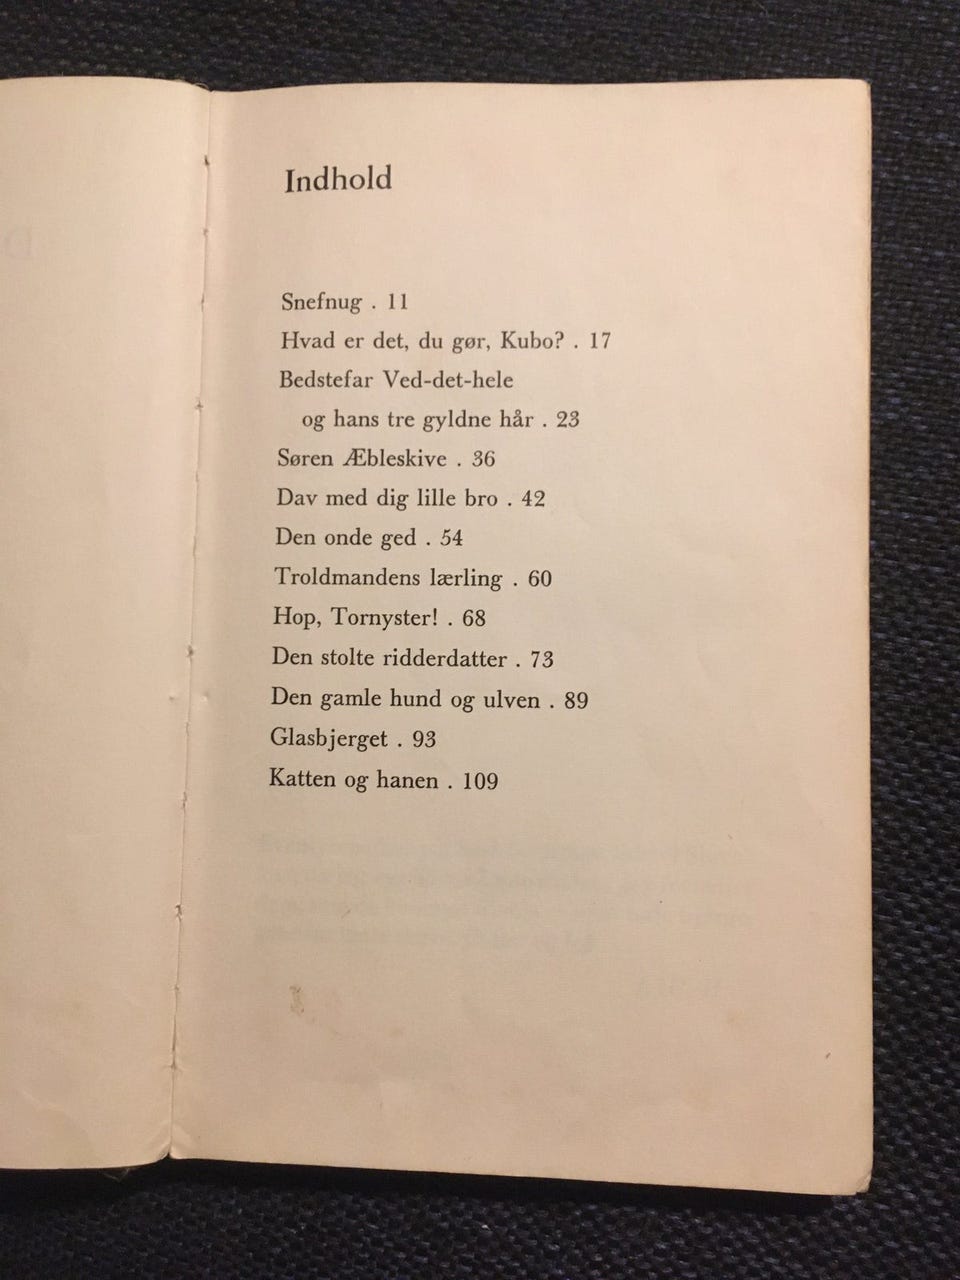 Indhold
Snefnug . 11
Hvad er det, du gør, Kubo? . 17
Bedstefar Ved-det-hele
og hans tre gyldne hår . 23
Søren Æbleskive . 36
Dav med dig lille bro . 42
Den onde ged . 54
Troldmandens lærling . 60
Hop, Tornyster! . 68
Den stolte ridderdatter . 73
Den gamle hund og ulven . 89
Glasbjerget . 93
Katten og hanen . 109